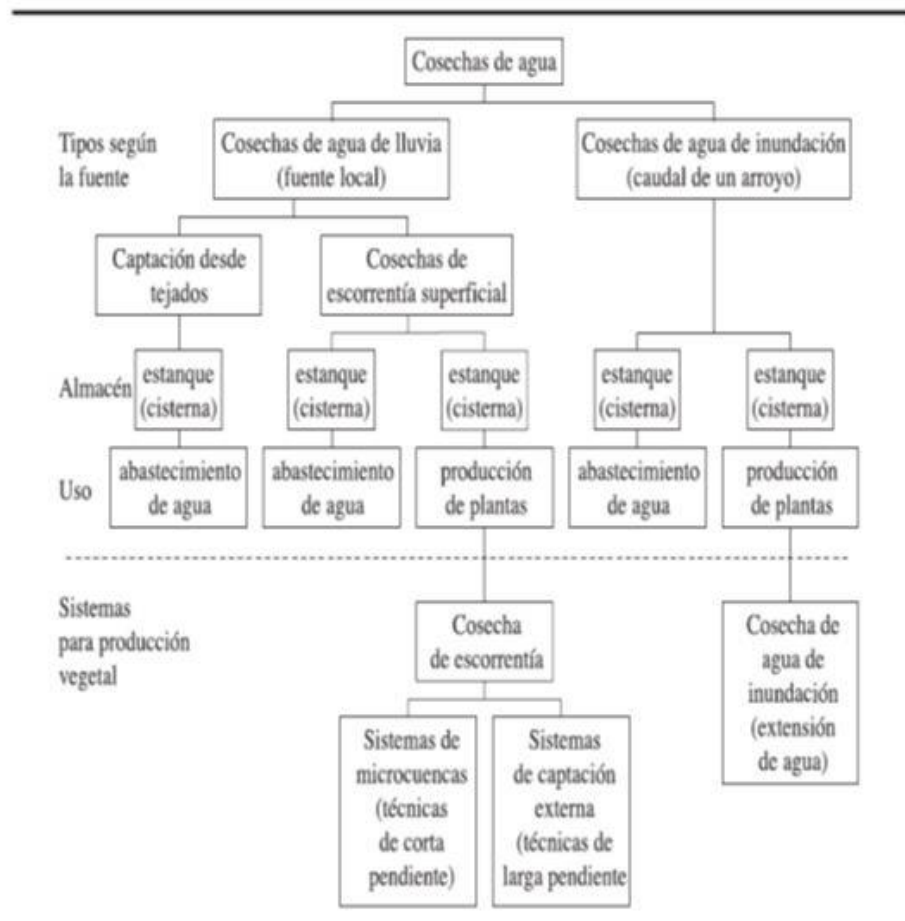 Cosechas de agua
Tipos según
la fuente
Cosechas de agua de lluvia
(fuente local)
Cosechas de agua de inundación
(caudal de un arroyo)
Captación desde
tejados
Cosechas de
escorrentía superficial
Almacén
estanque
(cisterna)
estanque
(cisterna)
estanque
(cisterna)
estanque
(cisterna)
estanque
(cisterna)
Uso
abastecimiento
de agua
abastecimiento
de agua
producción
de plantas
abastecimiento
de agua
producción
de plantas
Sistemas
para producción
vegetal
Cosecha
de escorrentía
Cosecha de
agua de
inundación
(extensión
de agua)
Sistemas de
microcuencas
(técnicas
de corta
pendiente)
Sistemas
de captación
externa
(técnicas de
larga pendiente